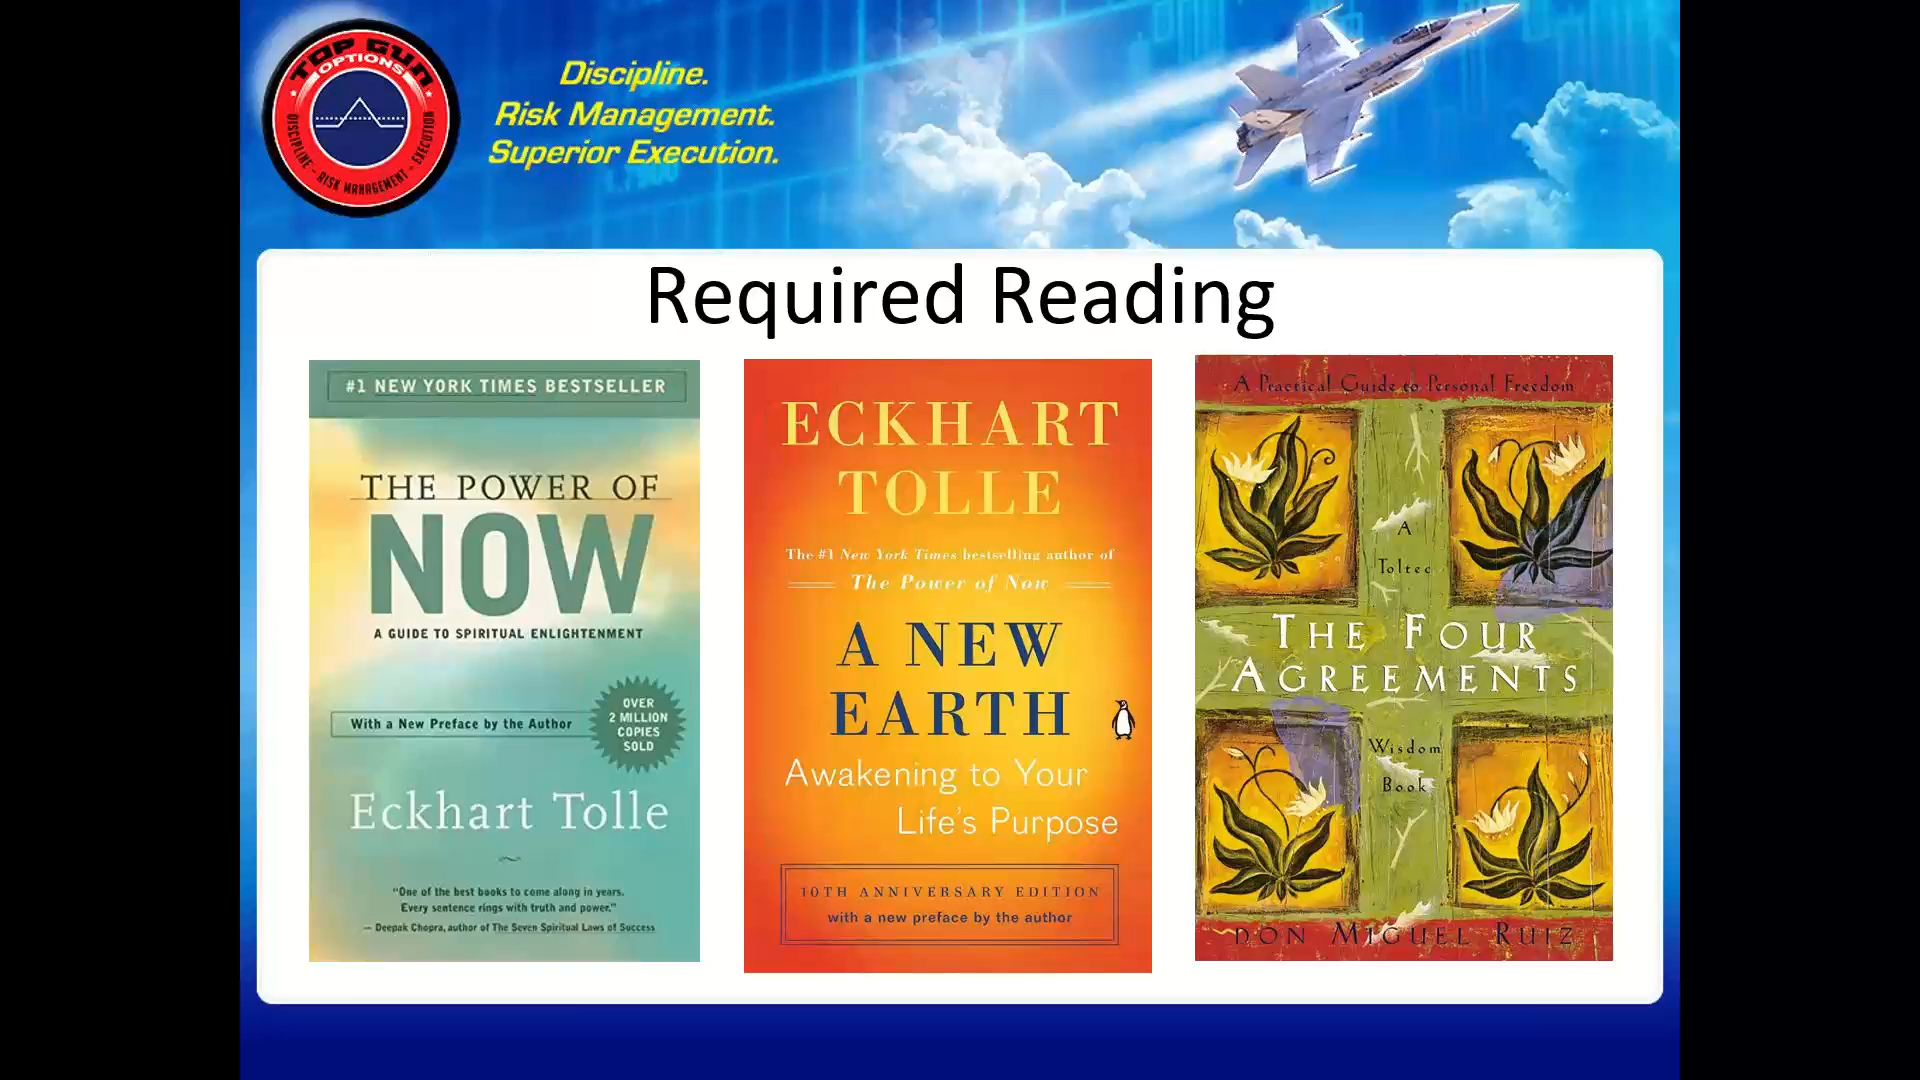 TOP GUN
OPTIONS
DISCIPLINE - RISK MANAGEMENT - EXECUTION
Discipline.
Risk Management.
Superior Execution.
Required Reading
#1 NEW YORK TIMES BESTSELLER
THE POWER OF
NOW
A GUIDE TO SPIRITUAL ENLIGHTENMENT
With a New Preface by the Author
OVER
2 MILLION
COPIES
SOLD
Eckhart Tolle
"One of the best books to come along in years.
Every sentence rings with truth and power."
— Deepak Chopra, author of The Seven Spiritual Laws of Success
ECKHART
TOLLE
The #1 New York Times bestselling author of
The Power of Now
A NEW
EARTH
Awakening to Your
Life's Purpose
10TH ANNIVERSARY EDITION
with a new preface by the author
A Practical Guide to Personal Freedom
A
Toltec
THE FOUR
AGREEMENTS
Wisdom
Book
DON MIGUEL RUIZ